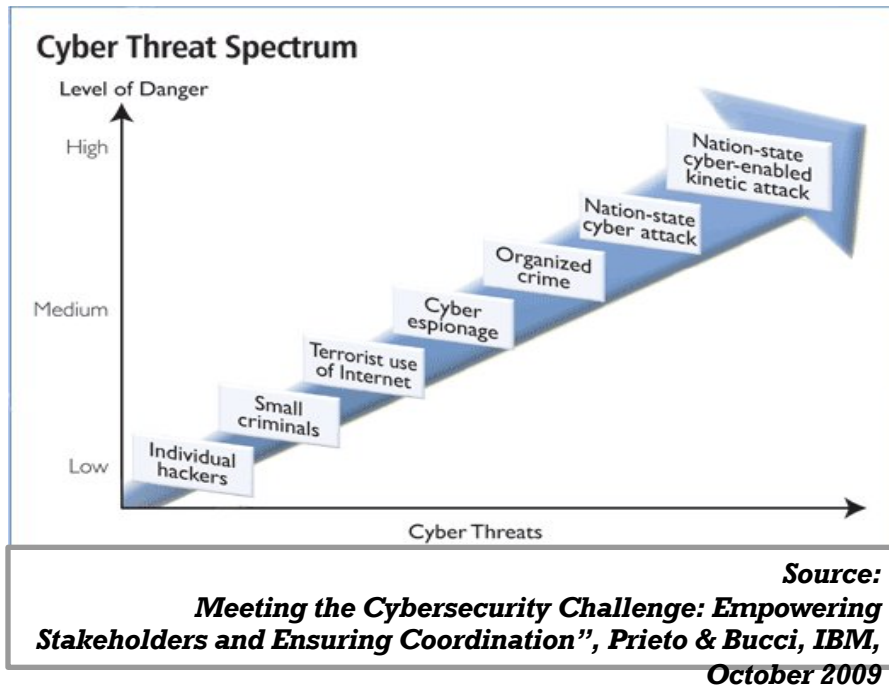 Cyber Threat Spectrum
Level of Danger
High
Nation-state
cyber-enabled
kinetic attack
Nation-state
cyber attack
Organized
crime
Medium
Cyber
espionage
Terrorist use
of Internet
Small
criminals
Individual
hackers
Low
Cyber Threats
Source:
Meeting the Cybersecurity Challenge: Empowering
Stakeholders and Ensuring Coordination”, Prieto & Bucci, IBM,
October 2009